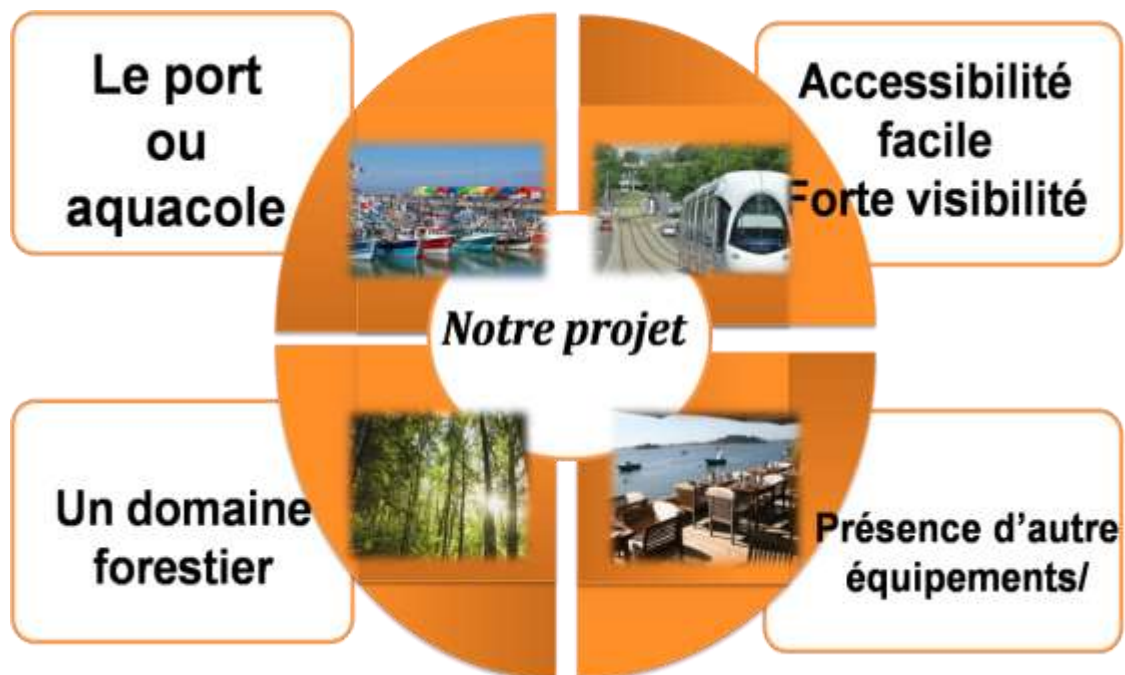 Le port
ou
aquacole
Accessibilité
facile
Forte visibilité
Notre projet
Un domaine
forestier
Présence d'autre
équipements/